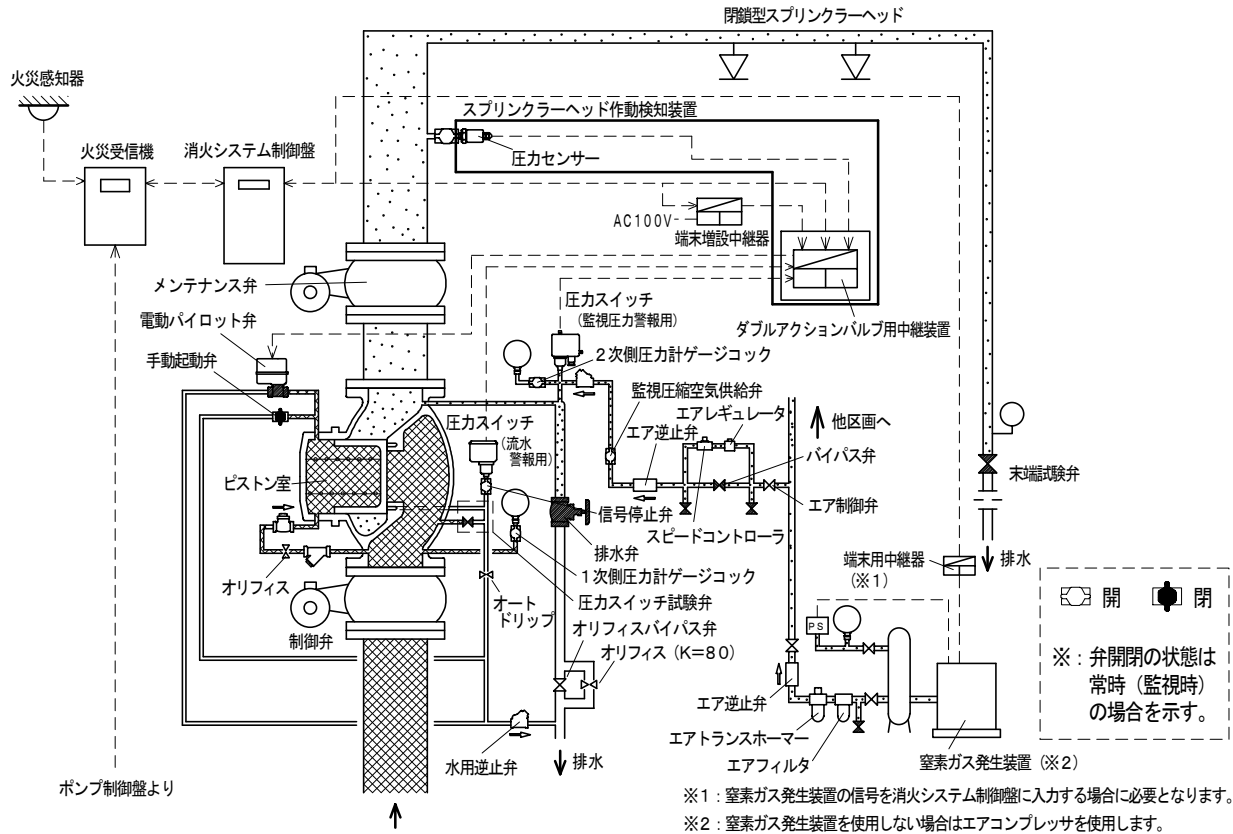 閉鎖型スプリンクラーヘッド
火災感知器
スプリンクラーヘッド作動検知装置
火災受信機
消火システム制御盤
圧力センサー
AC100V
端末増設中継器
メンテナンス弁
電動パイロット弁
手動起動弁
圧力スイッチ
(監視圧力警報用)
ダブルアクションバルブ用中継装置
2次側圧力計ゲージコック
監視圧縮空気供給弁
エアレギュレータ
エア逆止弁
他区画へ
バイパス弁
圧力スイッチ
(流水
警報用)
ピストン室
末端試験弁
エア制御弁
信号停止弁
スピードコントローラ
排水弁
オリフィス
1次側圧力計ゲージコック
端末用中継器
(※1)
排水
オート
ドリップ
圧力スイッチ試験弁
制御弁
オリフィスバイパス弁
オリフィス(K=80)
PS
開
閉
※:弁開閉の状態は
常時(監視時)
の場合を示す。
エア逆止弁
エアトランスホーマー
水用逆止弁
排水
エアフィルタ
窒素ガス発生装置(※2)
ポンプ制御盤より
※1:窒素ガス発生装置の信号を消火システム制御盤に入力する場合に必要となります。
※2:窒素ガス発生装置を使用しない場合はエアコンプレッサを使用します。